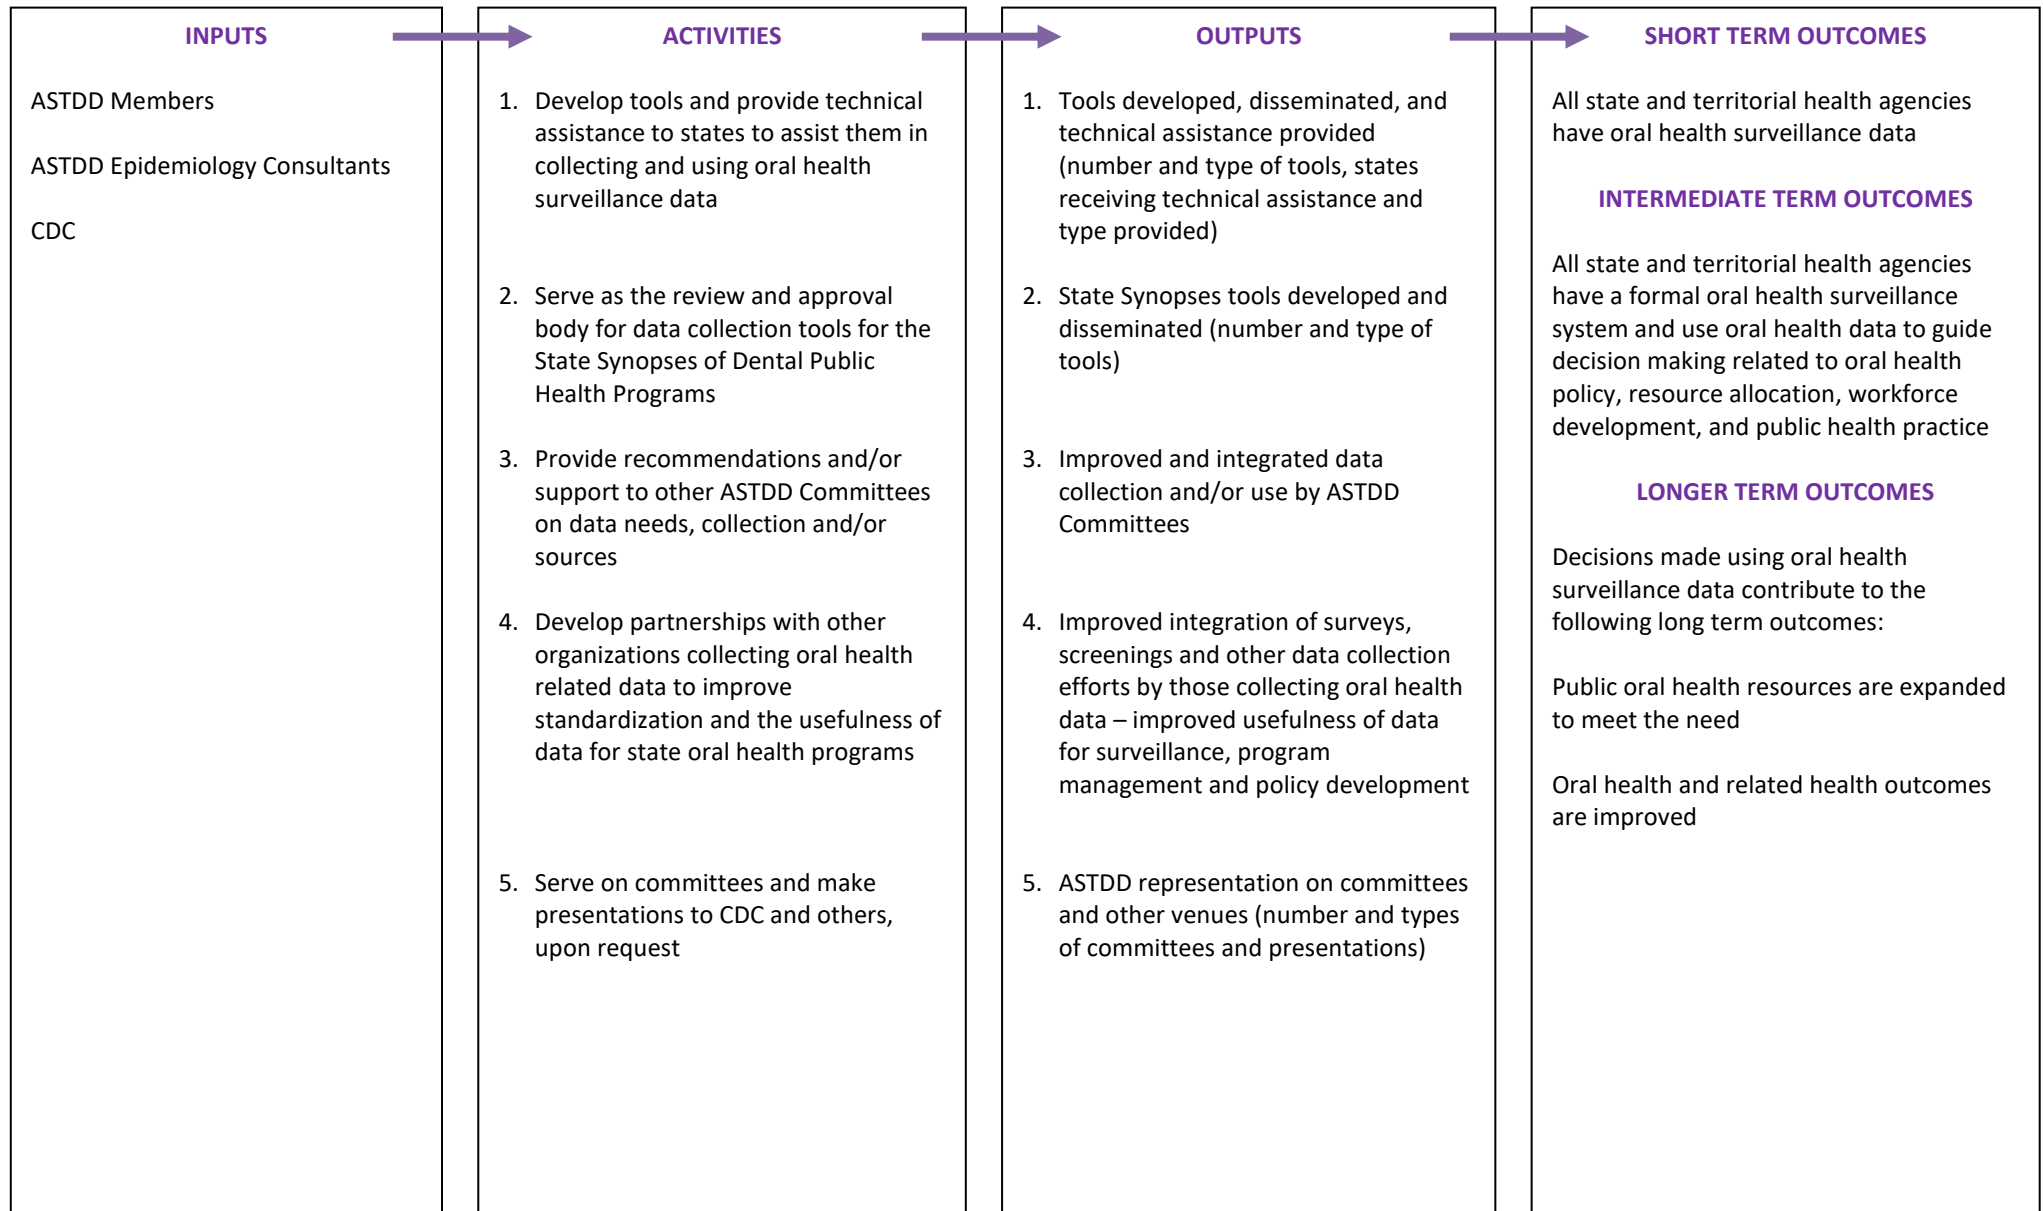 INPUTS
ASTDD Members
ASTDD Epidemiology Consultants
CDC
ACTIVITIES
1. Develop tools and provide technical
assistance to states to assist them in
collecting and using oral health
surveillance data
2. Serve as the review and approval
body for data collection tools for the
State Synopses of Dental Public
Health Programs
3. Provide recommendations and/or
support to other ASTDD Committees
on data needs, collection and/or
sources
4. Develop partnerships with other
organizations collecting oral health
related data to improve
standardization and the usefulness of
data for state oral health programs
5. Serve on committees and make
presentations to CDC and others,
upon request
OUTPUTS
1. Tools developed, disseminated, and
technical assistance provided
(number and type of tools, states
receiving technical assistance and
type provided)
2. State Synopses tools developed and
disseminated (number and type of
tools)
3. Improved and integrated data
collection and/or use by ASTDD
Committees
4. Improved integration of surveys,
screenings and other data collection
efforts by those collecting oral health
data – improved usefulness of data
for surveillance, program
management and policy development
5. ASTDD representation on committees
and other venues (number and types
of committees and presentations)
SHORT TERM OUTCOMES
All state and territorial health agencies
have oral health surveillance data
INTERMEDIATE TERM OUTCOMES
All state and territorial health agencies
have a formal oral health surveillance
system and use oral health data to guide
decision making related to oral health
policy, resource allocation, workforce
development, and public health practice
LONGER TERM OUTCOMES
Decisions made using oral health
surveillance data contribute to the
following long term outcomes:
Public oral health resources are expanded
to meet the need
Oral health and related health outcomes
are improved